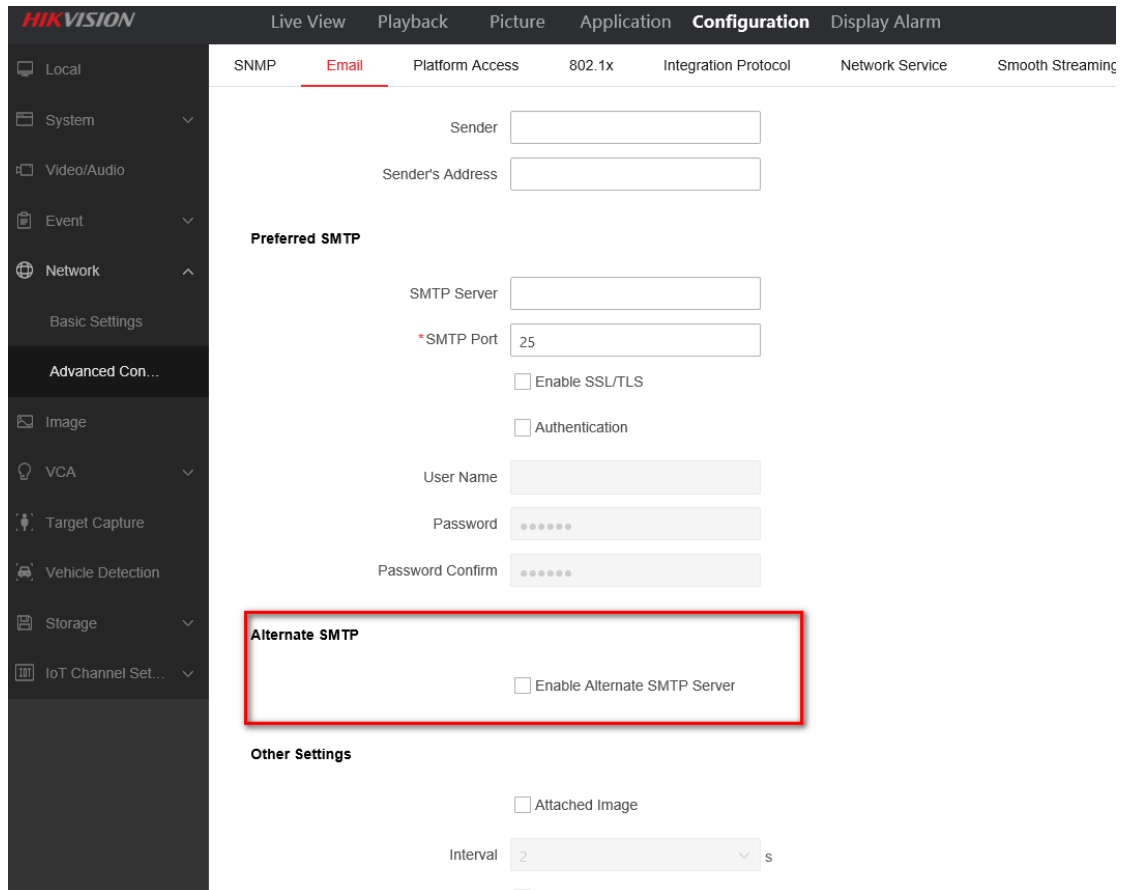 HIKVISION
Live View Playback Picture Application Configuration Display Alarm
Local
System
Video/Audio
Event
Network
Basic Settings
Advanced Con...
Image
VCA
Target Capture
Vehicle Detection
Storage
IOT IoT Channel Set...
SNMP Email Platform Access 802.1x Integration Protocol Network Service Smooth Streaming
Sender
Sender's Address
Preferred SMTP
SMTP Server
*SMTP Port 25
Enable SSL/TLS
Authentication
User Name
Password ●●●●●●
Password Confirm ●●●●●●
Alternate SMTP
Enable Alternate SMTP Server
Other Settings
Attached Image
Interval 2 s